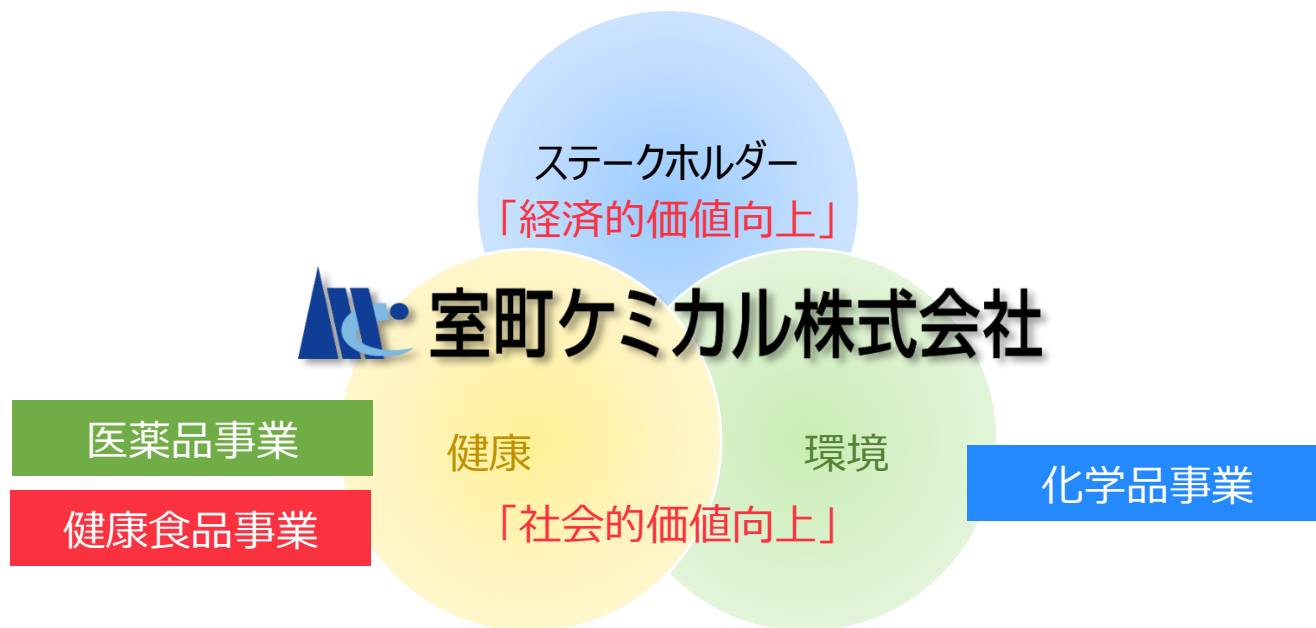 ステークホルダー
「経済的価値向上」
室町ケミカル株式会社
医薬品事業
健康
環境
化学品事業
健康食品事業
「社会的価値向上」